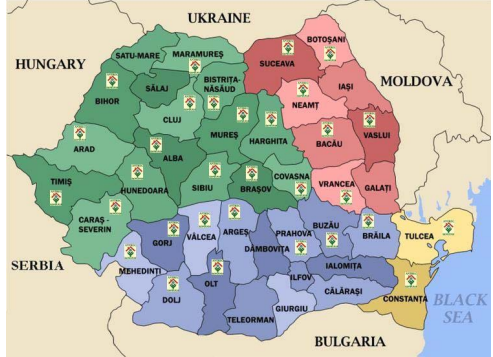 UKRAINE
HUNGARY
MOLDOVA
SERBIA
BULGARIA
BLACK
SEA
SATU-MARE
MARAMUREȘ
BOTOȘANI
SUCEAVA
BIHOR
SĂLAJ
BISTRIȚA-
NĂSĂUD
IAȘI
NEAMȚ
CLUJ
MUREȘ
HARGHITA
BACĂU
VASLUI
ARAD
ALBA
TIMIȘ
HUNEDOARA
SIBIU
BRAȘOV
COVASNA
VRANCEA
GALAȚI
CARAȘ -
SEVERIN
GORJ
VÂLCEA
ARGEȘ
PRAHOVA
BUZĂU
BRĂILA
TULCEA
DÂMBOVIȚA
MEHEDINȚI
OLT
ILFOV
IALOMIȚA
DOLJ
CĂLĂRAȘI
CONSTANȚA
TELEORMAN
GIURGIU